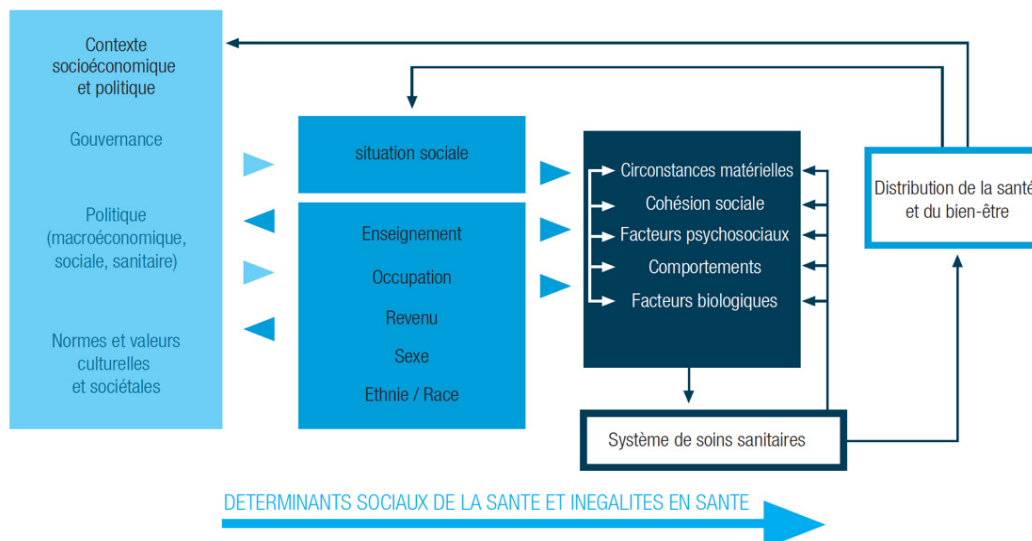 Contexte
socioéconomique
et politique
Gouvernance
Politique
(macroéconomique,
sociale, sanitaire)
Normes et valeurs
culturelles
et sociétales
situation sociale
Enseignement
Occupation
Revenu
Sexe
Ethnie / Race
Circonstances matérielles
Cohésion sociale
Facteurs psychosociaux
Comportements
Facteurs biologiques
Système de soins sanitaires
Distribution de la santé
et du bien-être
DETERMINANTS SOCIAUX DE LA SANTE ET INEGALITES EN SANTE